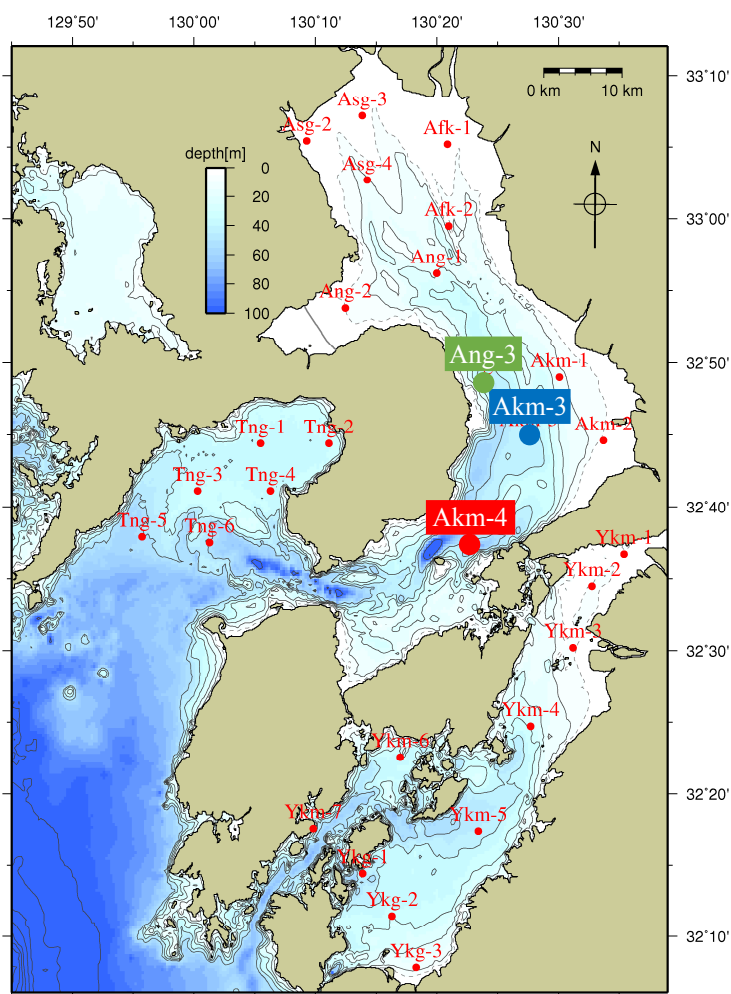 129˚50' 130˚00' 130˚10' 130˚20' 130˚30'
33˚10'
0 km 10 km
N
Asg-3
Asg-2
Afk-1
depth[m]
0
20
40
60
80
100
Asg-4
33˚00'
Afk-2
Ang-1
Ang-2
32˚50'
Ang-3
Akm-1
Akm-3
Akm-2
Tng-1 Tng-2
Tng-3 Tng-4
32˚40'
Tng-5 Tng-6
Akm-4
Ykm-1
Ykm-2
Ykm-3
32˚30'
Ykm-4
Ykm-6
32˚20'
Ykm-7
Ykm-5
Ykg-1
Ykg-2
32˚10'
Ykg-3